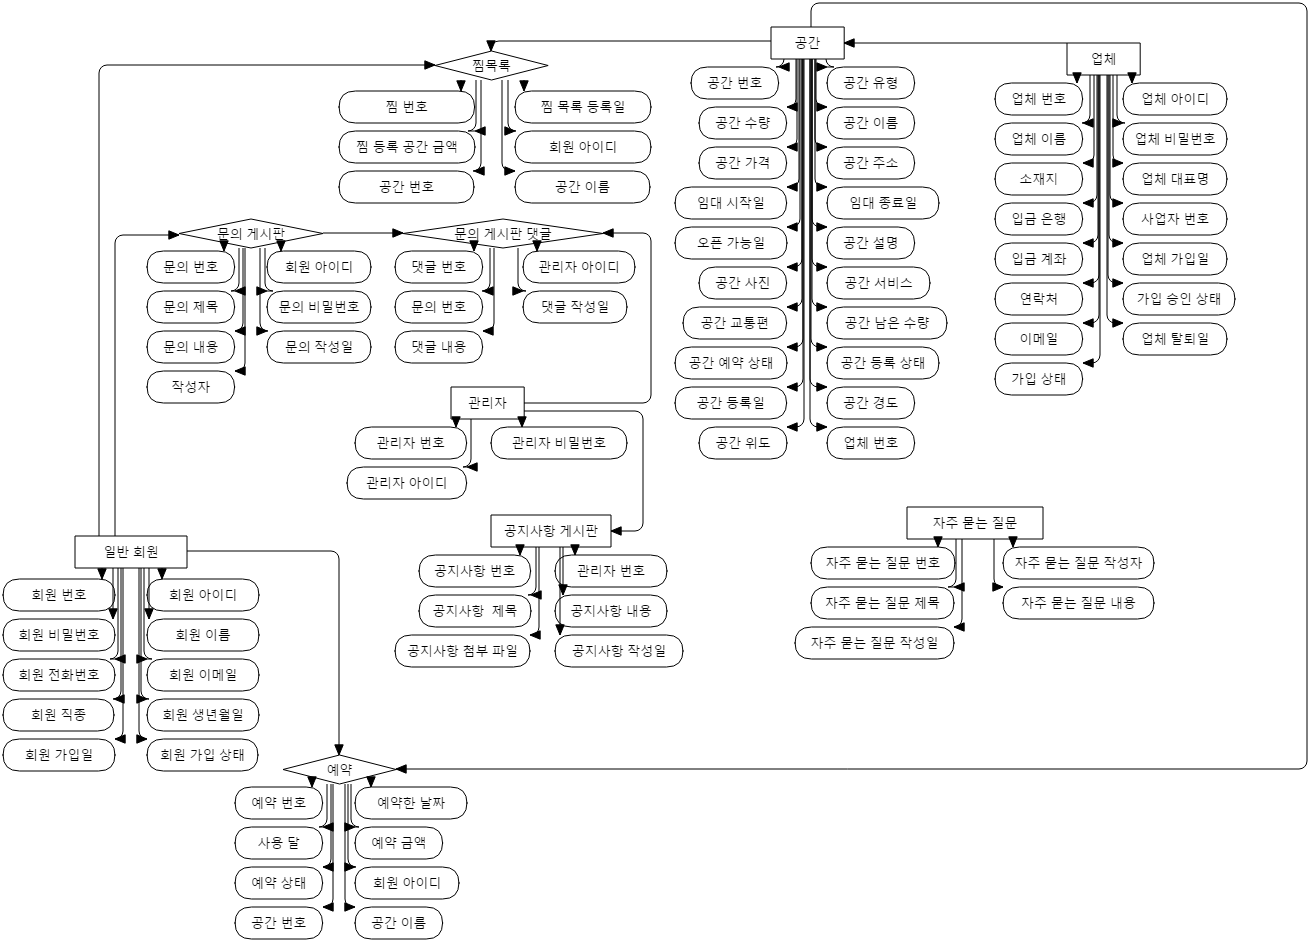 찜목록
찜 번호
찜 목록 등록일
찜 등록 공간 금액
회원 아이디
공간 번호
공간 이름
공간
공간 번호
공간 유형
공간 수량
공간 이름
공간 가격
공간 주소
임대 시작일
임대 종료일
오픈 가능일
공간 설명
공간 사진
공간 서비스
공간 교통편
공간 남은 수량
공간 예약 상태
공간 등록 상태
공간 등록일
공간 경도
공간 위도
업체 번호
업체
업체 번호
업체 아이디
업체 이름
업체 비밀번호
소재지
업체 대표명
입금 은행
사업자 번호
입금 계좌
업체 가입일
연락처
가입 승인 상태
이메일
업체 탈퇴일
가입 상태
문의 게시판
문의 번호
회원 아이디
문의 제목
문의 비밀번호
문의 내용
문의 작성일
작성자
문의 게시판 댓글
댓글 번호
관리자 아이디
문의 번호
댓글 작성일
댓글 내용
관리자
관리자 번호
관리자 비밀번호
관리자 아이디
공지사항 게시판
공지사항 번호
관리자 번호
공지사항 제목
공지사항 내용
공지사항 첨부 파일
공지사항 작성일
자주 묻는 질문
자주 묻는 질문 번호
자주 묻는 질문 작성자
자주 묻는 질문 제목
자주 묻는 질문 내용
자주 묻는 질문 작성일
일반 회원
회원 번호
회원 아이디
회원 비밀번호
회원 이름
회원 전화번호
회원 이메일
회원 직종
회원 생년월일
회원 가입일
회원 가입 상태
예약
예약 번호
예약한 날짜
사용 달
예약 금액
예약 상태
회원 아이디
공간 번호
공간 이름